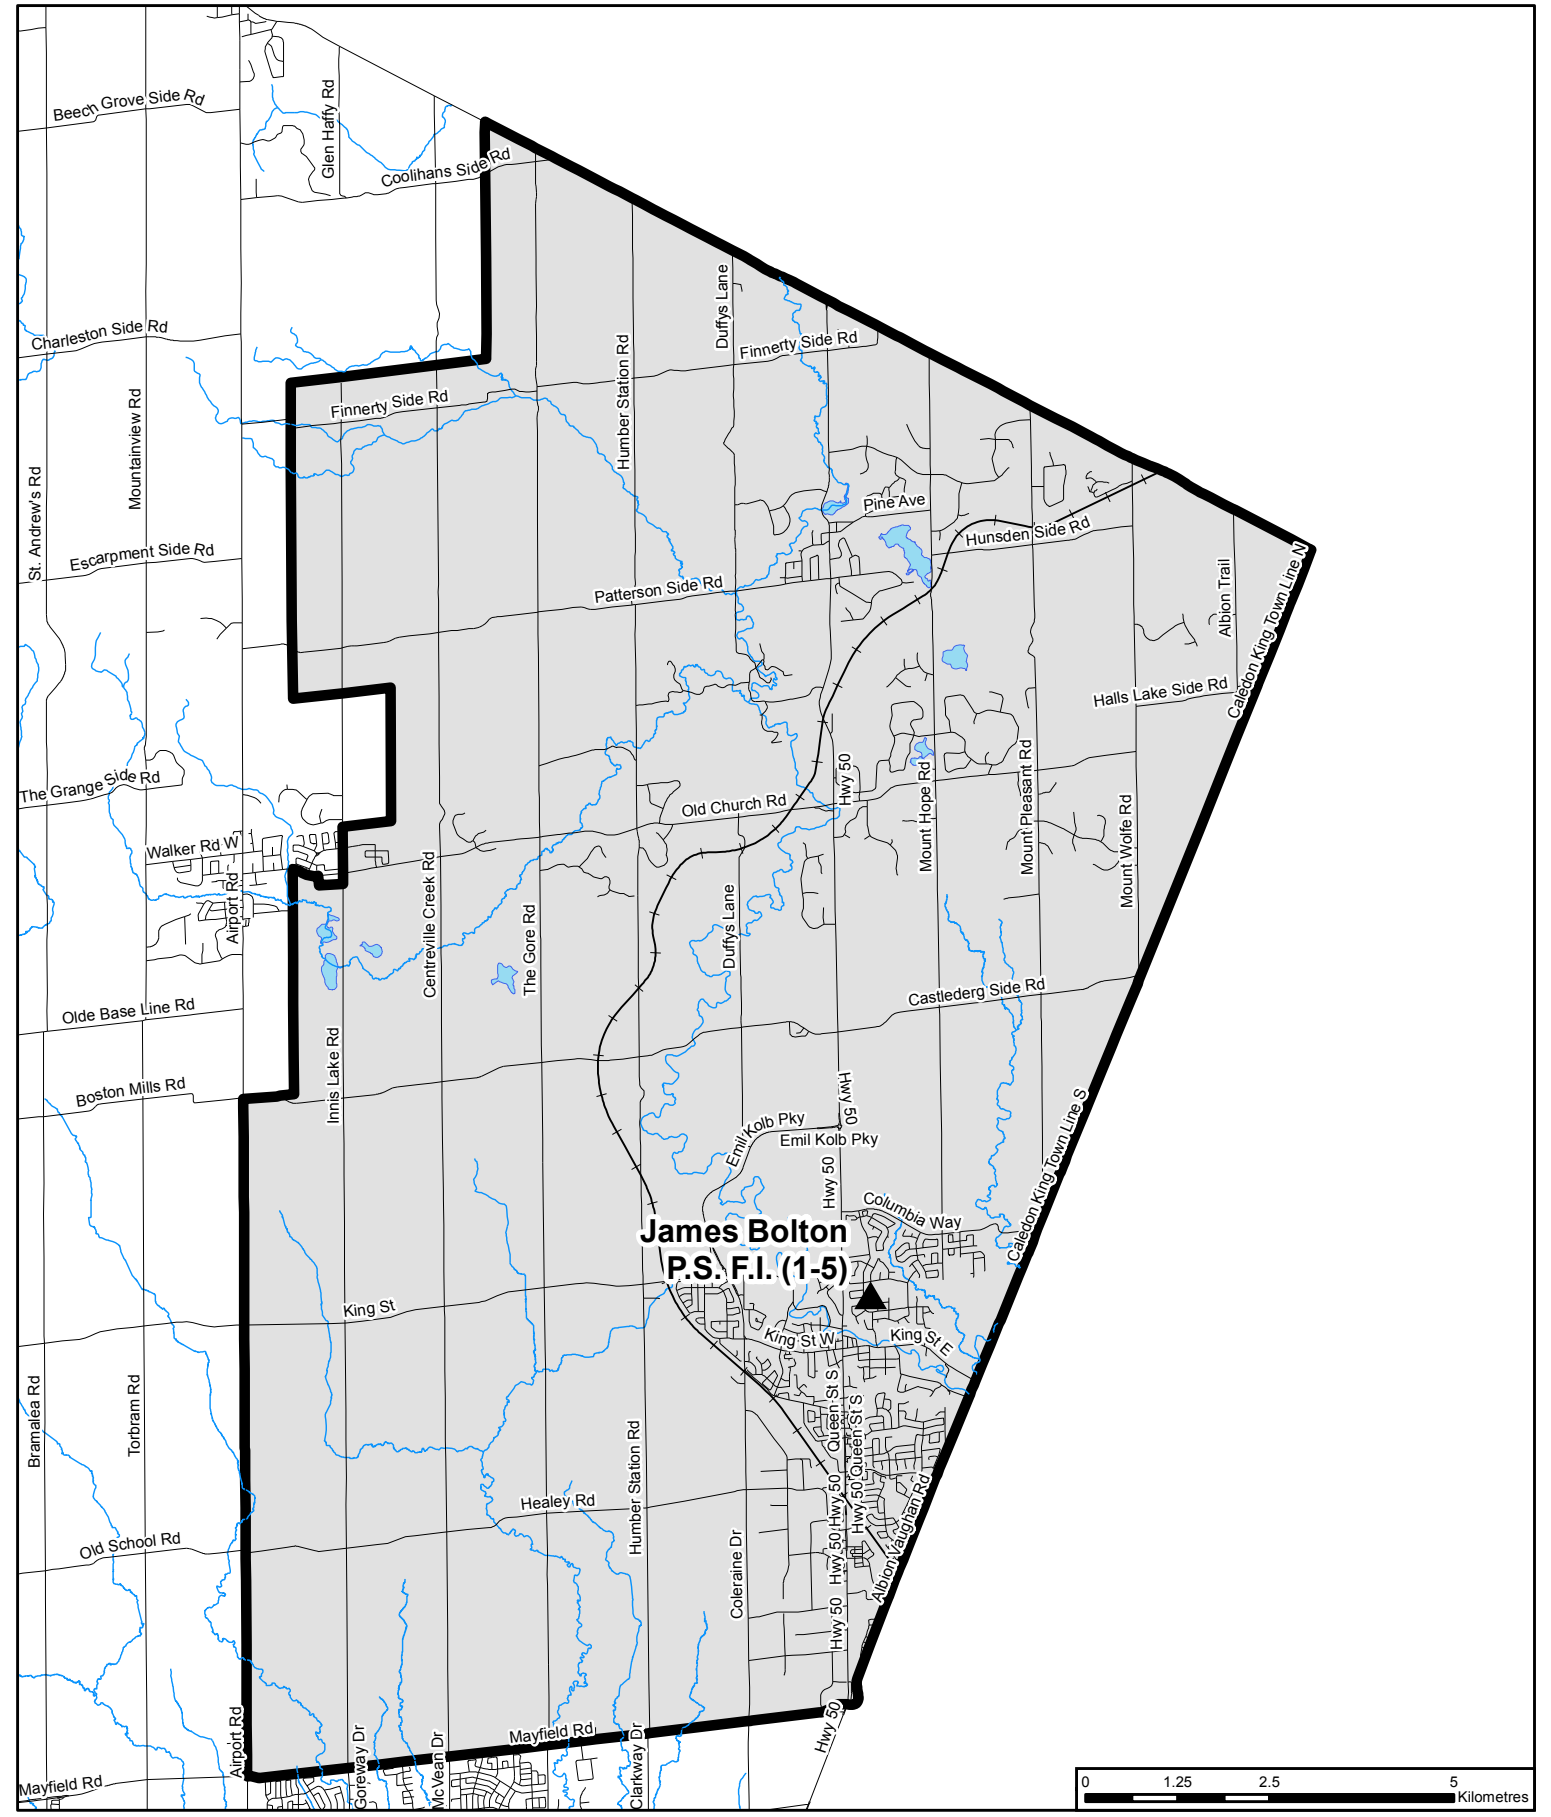 Beech Grove Side Rd
Glen Haffy Rd
Coolihans Side Rd
Duffys Lane
Charleston Side Rd
Finnerty Side Rd
Humber Station Rd
Finnerty Side Rd
Mountainview Rd
St. Andrew's Rd
Pine Ave
Hunsden Side Rd
Escarpment Side Rd
Patterson Side Rd
Albion Trail
Caledon King Town Line N
Halls Lake Side Rd
The Grange Side Rd
Hwy 50
Old Church Rd
Mount Hope Rd
Mount Pleasant Rd
Mount Wolfe Rd
Walker Rd W
Airport Rd
Centreville Creek Rd
The Gore Rd
Duffys Lane
Castlederg Side Rd
Olde Base Line Rd
Innis Lake Rd
Boston Mills Rd
Hwy 50
Emil Kolb Pky
Emil Kolb Pky
Hwy 50
Caledon King Town Line S
Columbia Way
James Bolton
P.S. F.I. (1-5)
King St
King St W
King St E
Bramalea Rd
Torbram Rd
Queen St S
Queen St S
Humber Station Rd
Healey Rd
Hwy 50
Hwy 50
Albion Vaughan Rd
Old School Rd
Hwy 50
Coleraine Dr
Hwy 50
Airport Rd
Mayfield Rd
Hwy 50
Goreway Dr
McVean Dr
Clarkway Dr
Mayfield Rd
0 1.25 2.5 5
Kilometres